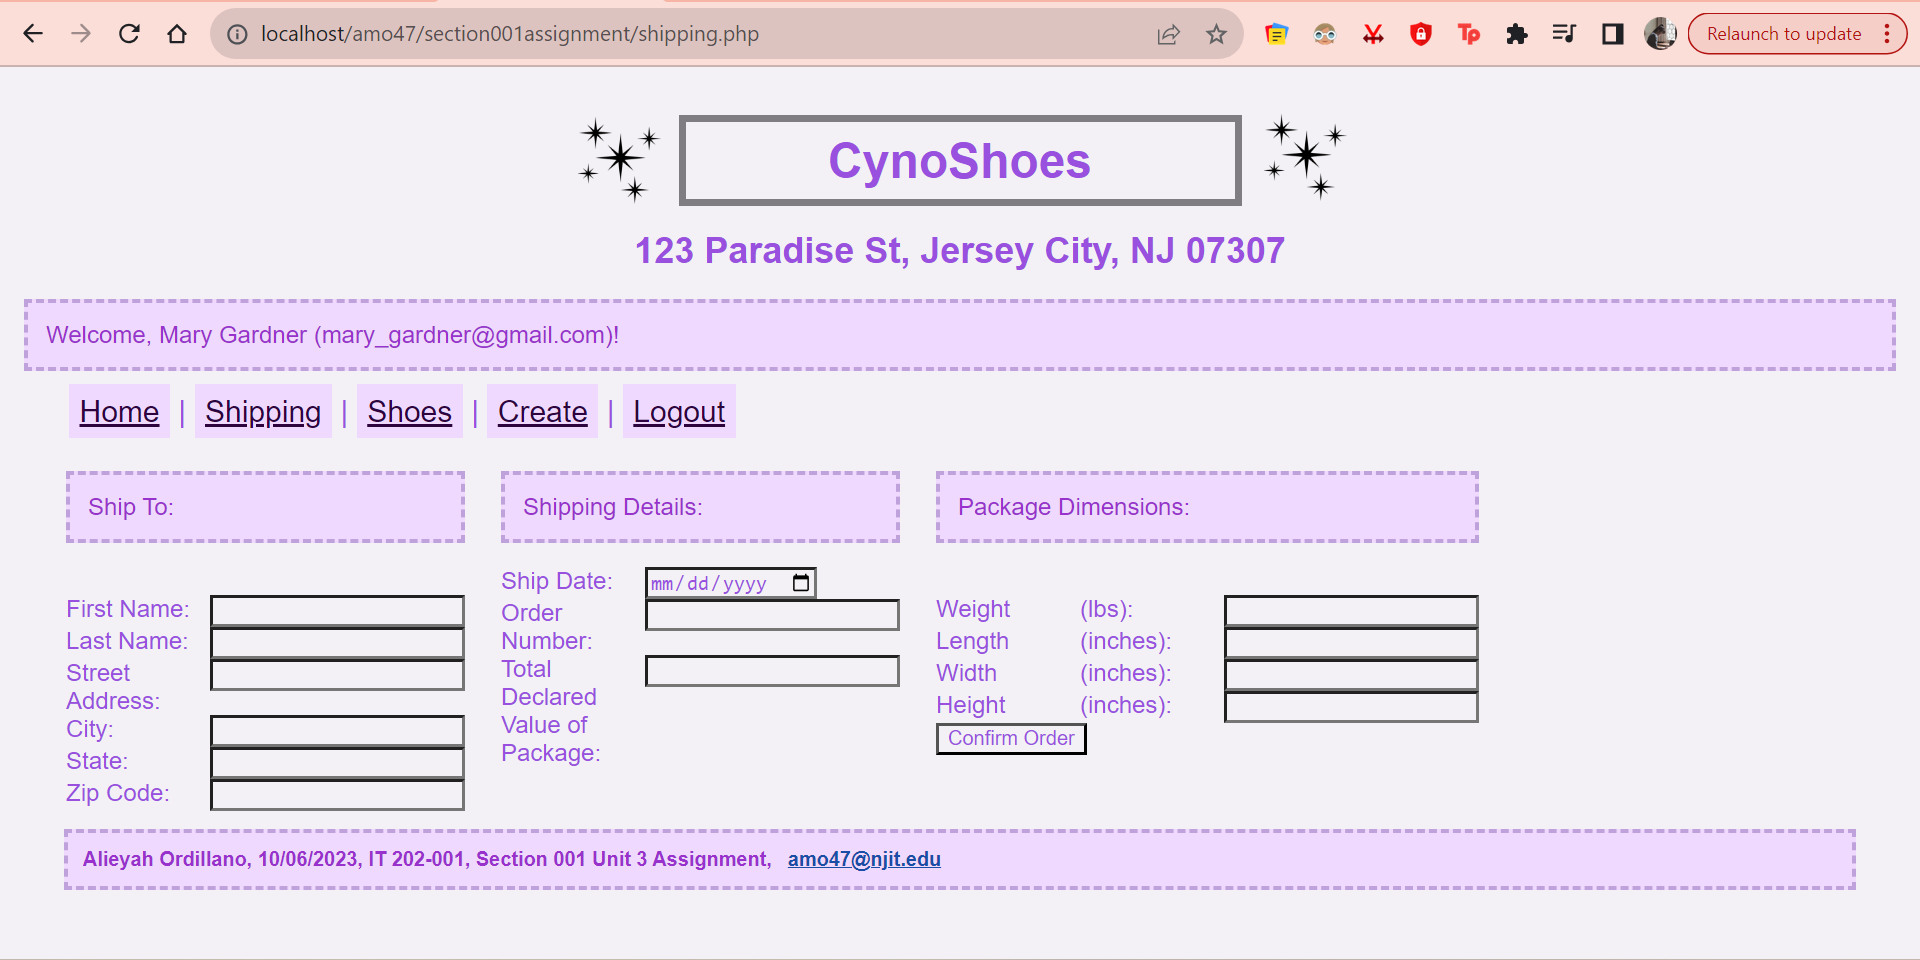 localhost/amo47/section001assignment/shipping.php
Tp
Relaunch to update
CynoShoes
123 Paradise St, Jersey City, NJ 07307
Welcome, Mary Gardner (mary_gardner@gmail.com)!
Home | Shipping | Shoes | Create | Logout
Ship To:
First Name:
Last Name:
Street
Address:
City:
State:
Zip Code:
Shipping Details:
Ship Date: mm/dd/yyyy
Order
Number:
Total
Declared
Value of
Package:
Package Dimensions:
Weight (lbs):
Length (inches):
Width (inches):
Height (inches):
Confirm Order
Alieyah Ordillano, 10/06/2023, IT 202-001, Section 001 Unit 3 Assignment, amo47@njit.edu